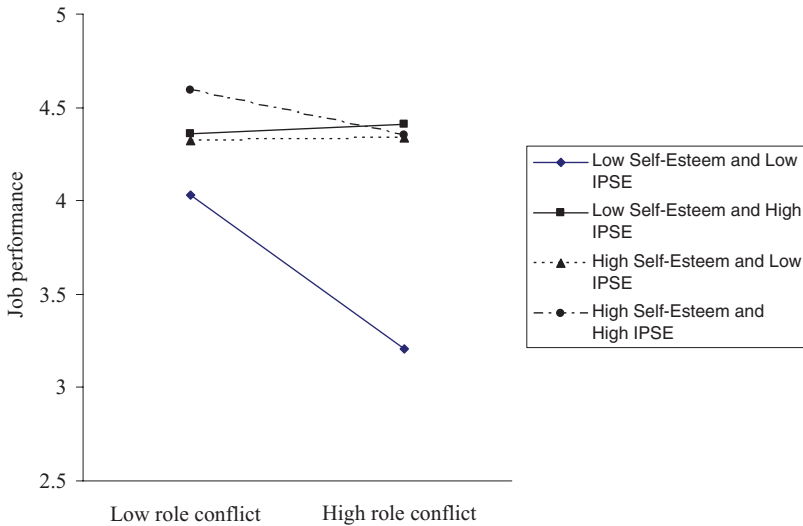 5
4.5
4
3.5
3
2.5
Job performance
Low role conflict
High role conflict
Low Self-Esteem and Low
IPSE
Low Self-Esteem and High
IPSE
High Self-Esteem and Low
IPSE
High Self-Esteem and
High IPSE